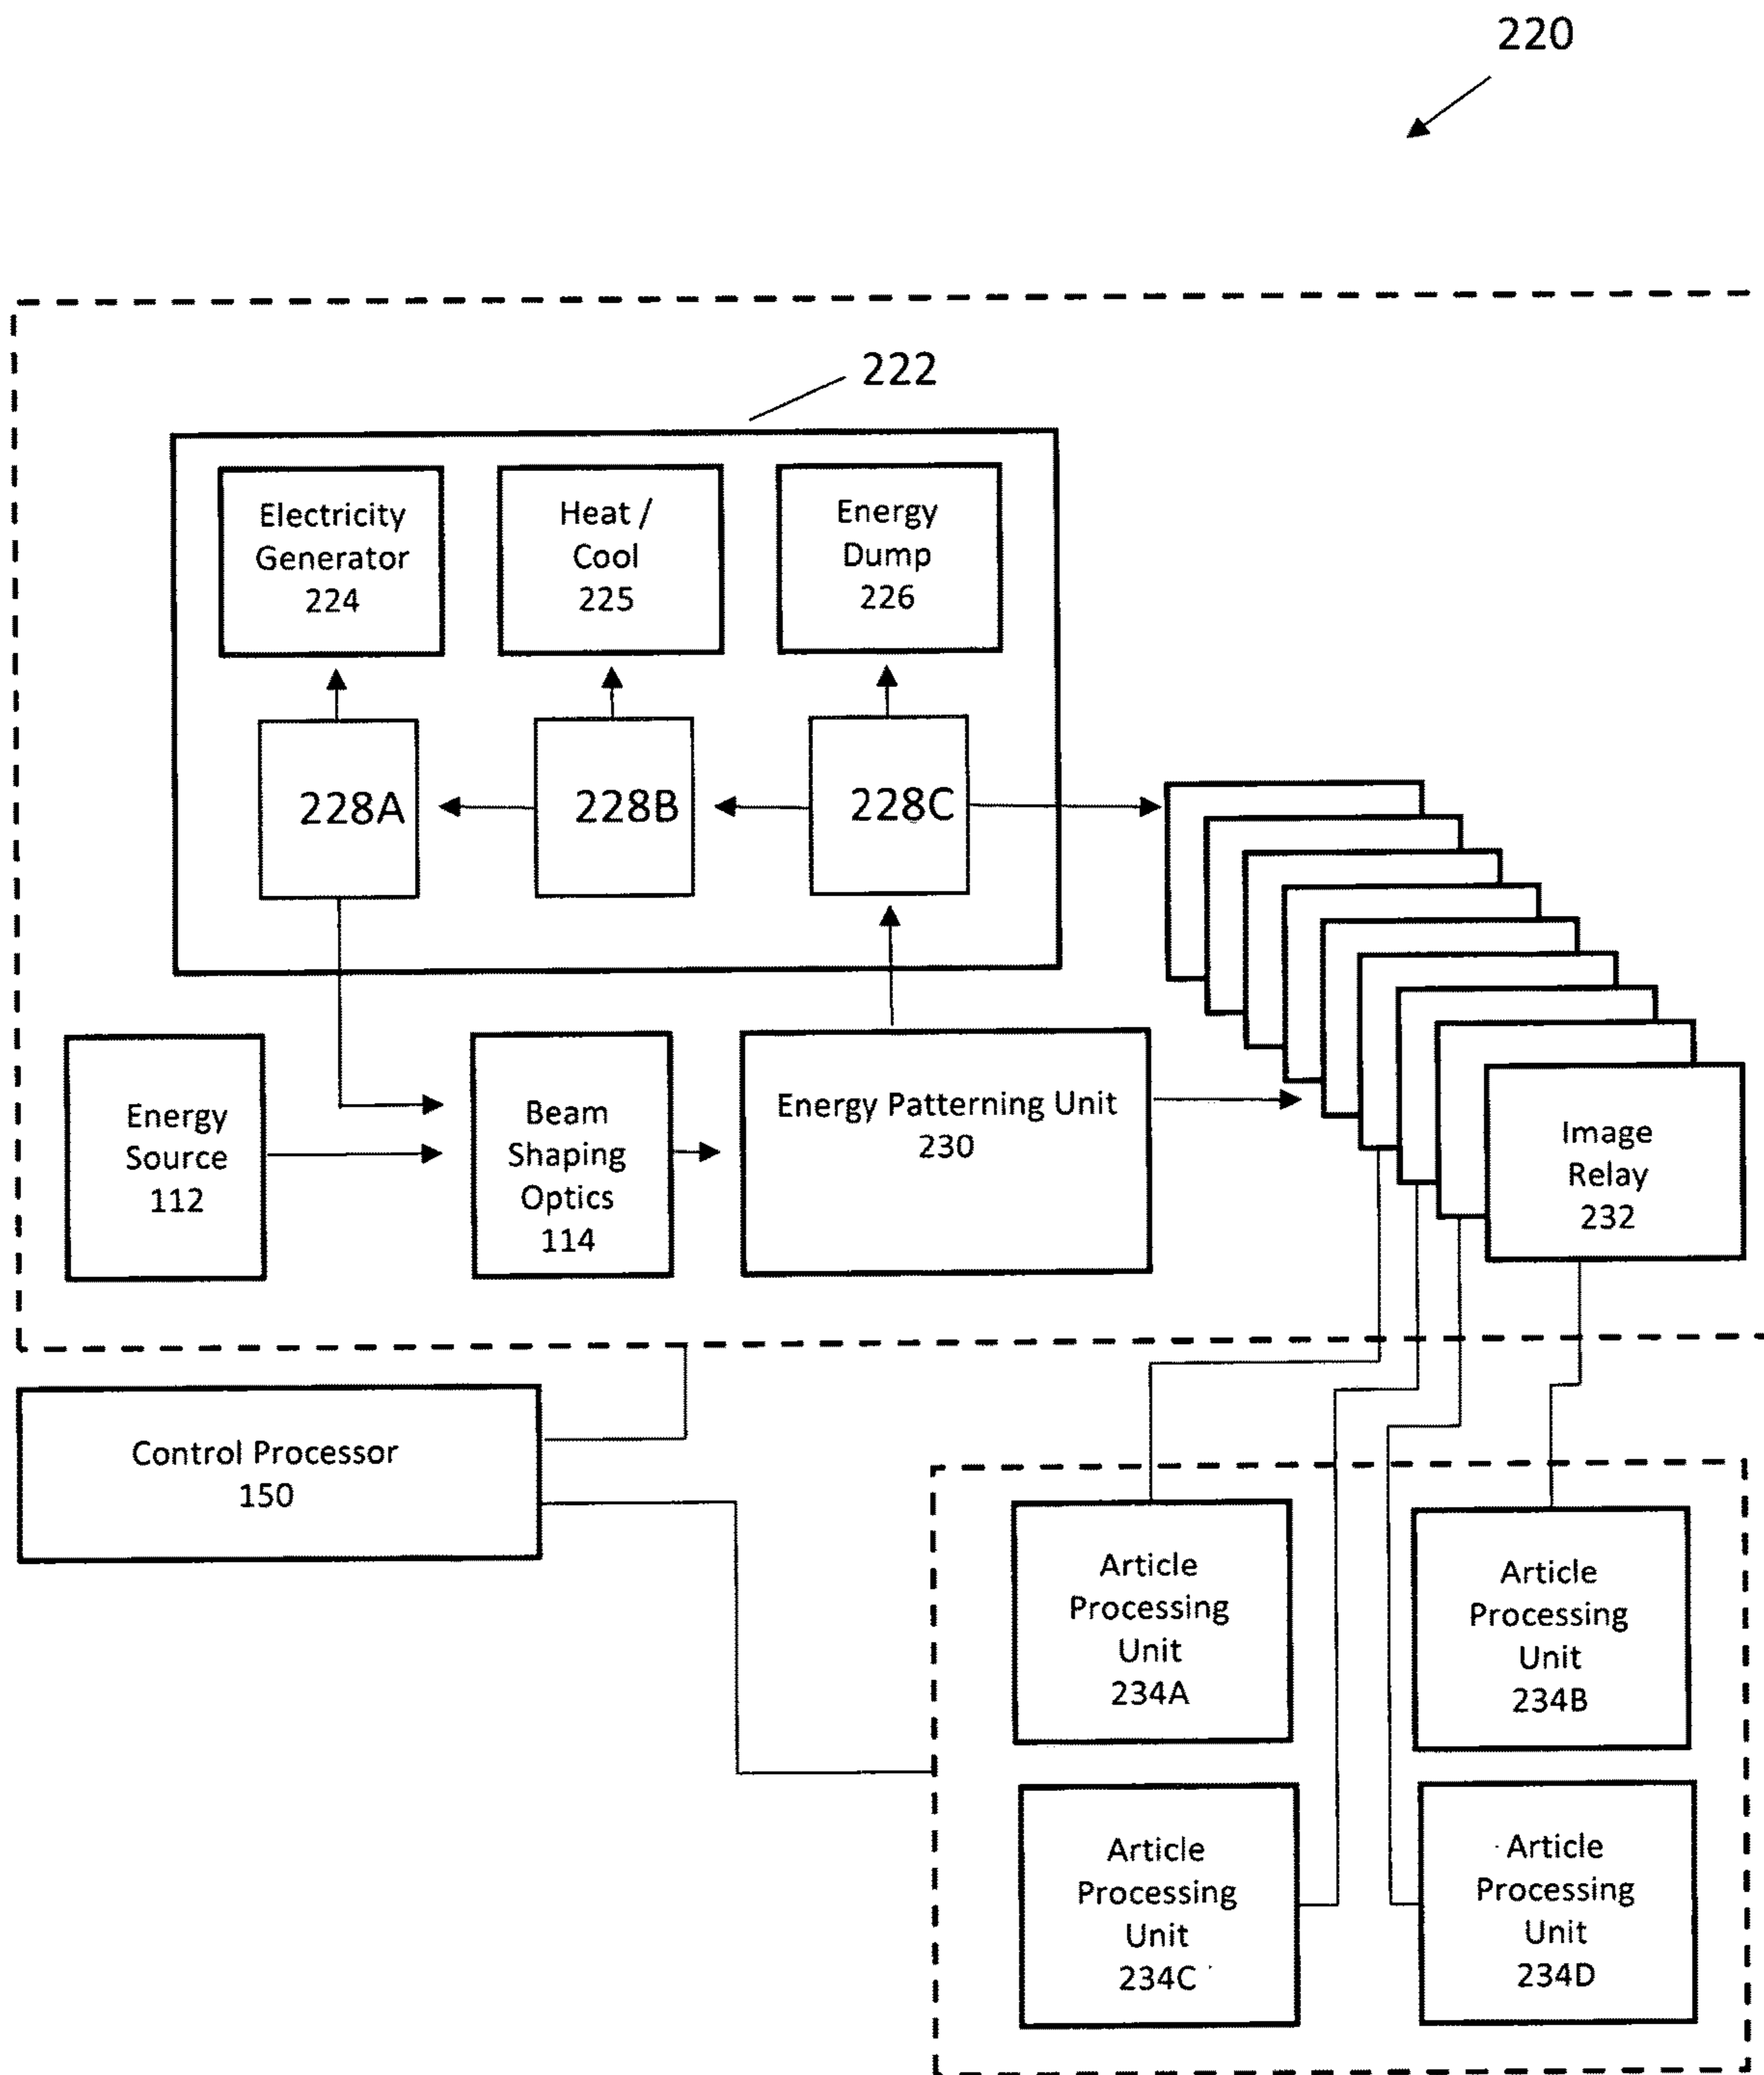 220
222
Electricity
Generator
224
Heat /
Cool
225
Energy
Dump
226
228A
228B
228C
Energy
Source
112
Beam
Shaping
Optics
114
Energy Patterning Unit
230
Image
Relay
232
Control Processor
150
Article
Processing
Unit
234A
Article
Processing
Unit
234B
Article
Processing
Unit
234C
Article
Processing
Unit
234D